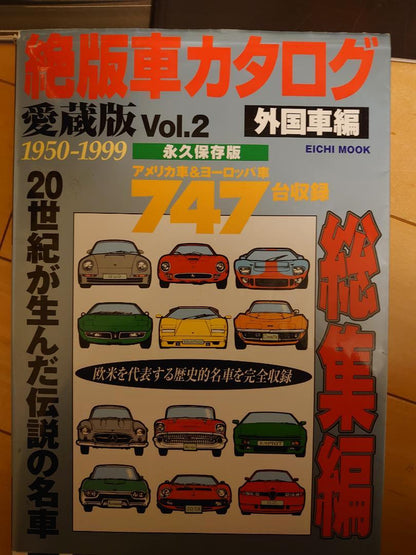 絶版車カタログ
愛蔵版 Vol.2
外国車編
EICHI MOOK
1950-1999
永久保存版
アメリカ車&ヨーロッパ車
747台収録
20世紀が生んだ伝説の名車
総集編
欧米を代表する歴史的名車を完全収録